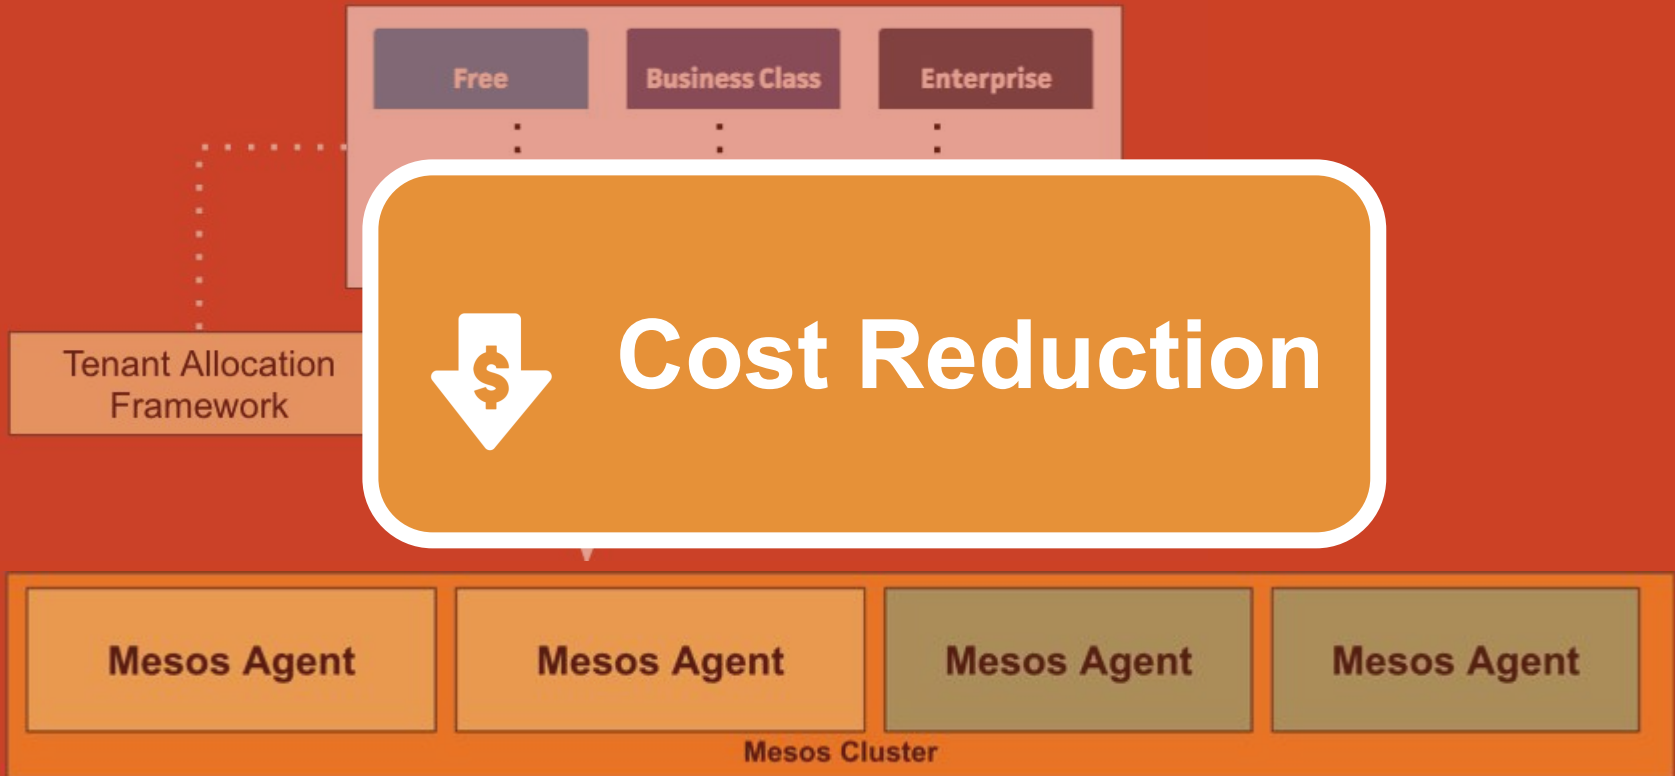 Free
Business Class
Enterprise
Tenant Allocation
Framework
$ Cost Reduction
Mesos Agent
Mesos Agent
Mesos Agent
Mesos Agent
Mesos Cluster